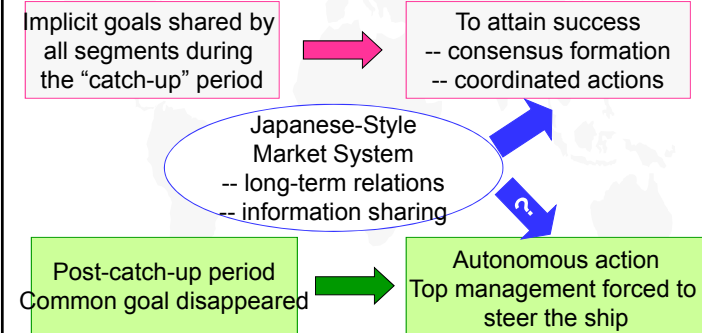 Implicit goals shared by
all segments during
the “catch-up” period
To attain success
-- consensus formation
-- coordinated actions
Japanese-Style
Market System
-- long-term relations
-- information sharing
?
Post-catch-up period
Common goal disappeared
Autonomous action
Top management forced to
steer the ship